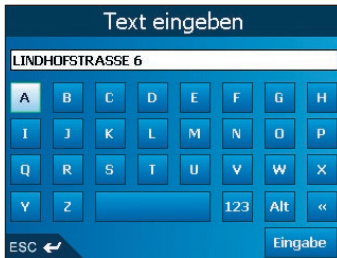 Text eingeben
LINDHOFSTRASSE 6
A B C D E F G H
I J K L M N O P
Q R S T U V W X
Y Z 123 Alt «
ESC Eingabe